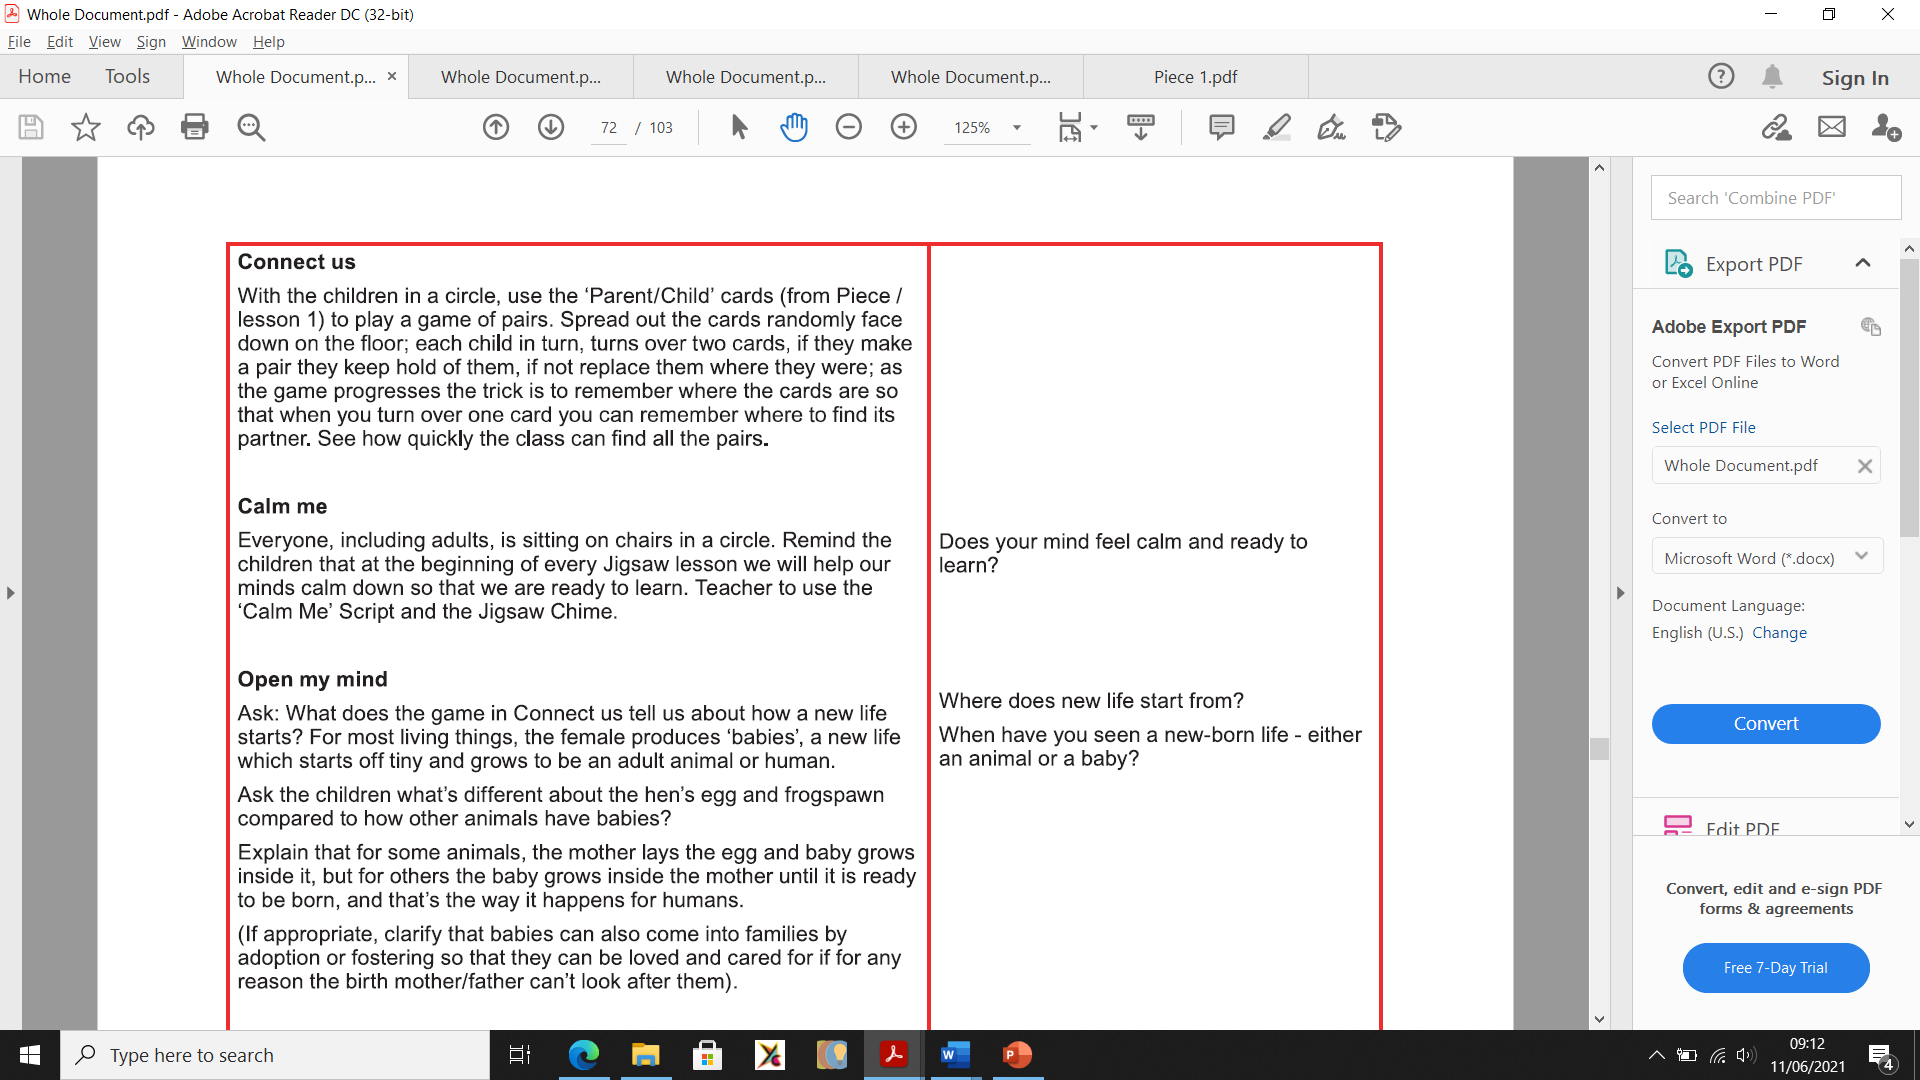 Whole Document.pdf - Adobe Acrobat Reader DC (32-bit)
File Edit View Sign Window Help
Home Tools Whole Document.p... Whole Document.p... Whole Document.p... Whole Document.p... Piece 1.pdf Sign In
72 / 103 125%
Connect us
With the children in a circle, use the ‘Parent/Child’ cards (from Piece /
lesson 1) to play a game of pairs. Spread out the cards randomly face
down on the floor; each child in turn, turns over two cards, if they make
a pair they keep hold of them, if not replace them where they were; as
the game progresses the trick is to remember where the cards are so
that when you turn over one card you can remember where to find its
partner. See how quickly the class can find all the pairs.
Calm me
Everyone, including adults, is sitting on chairs in a circle. Remind the
children that at the beginning of every Jigsaw lesson we will help our
minds calm down so that we are ready to learn. Teacher to use the
‘Calm Me’ Script and the Jigsaw Chime.
Open my mind
Ask: What does the game in Connect us tell us about how a new life
starts? For most living things, the female produces ‘babies’, a new life
which starts off tiny and grows to be an adult animal or human.
Ask the children what’s different about the hen’s egg and frogspawn
compared to how other animals have babies?
Explain that for some animals, the mother lays the egg and baby grows
inside it, but for others the baby grows inside the mother until it is ready
to be born, and that’s the way it happens for humans.
(If appropriate, clarify that babies can also come into families by
adoption or fostering so that they can be loved and cared for if for any
reason the birth mother/father can’t look after them).
Does your mind feel calm and ready to
learn?
Where does new life start from?
When have you seen a new-born life - either
an animal or a baby?
Search 'Combine PDF'
Export PDF
Adobe Export PDF
Convert PDF Files to Word
or Excel Online
Select PDF File
Whole Document.pdf
Convert to
Microsoft Word (*.docx)
Document Language:
English (U.S.) Change
Convert
Edit PDF
Convert, edit and e-sign PDF
forms & agreements
Free 7-Day Trial
Type here to search
09:12
11/06/2021
4